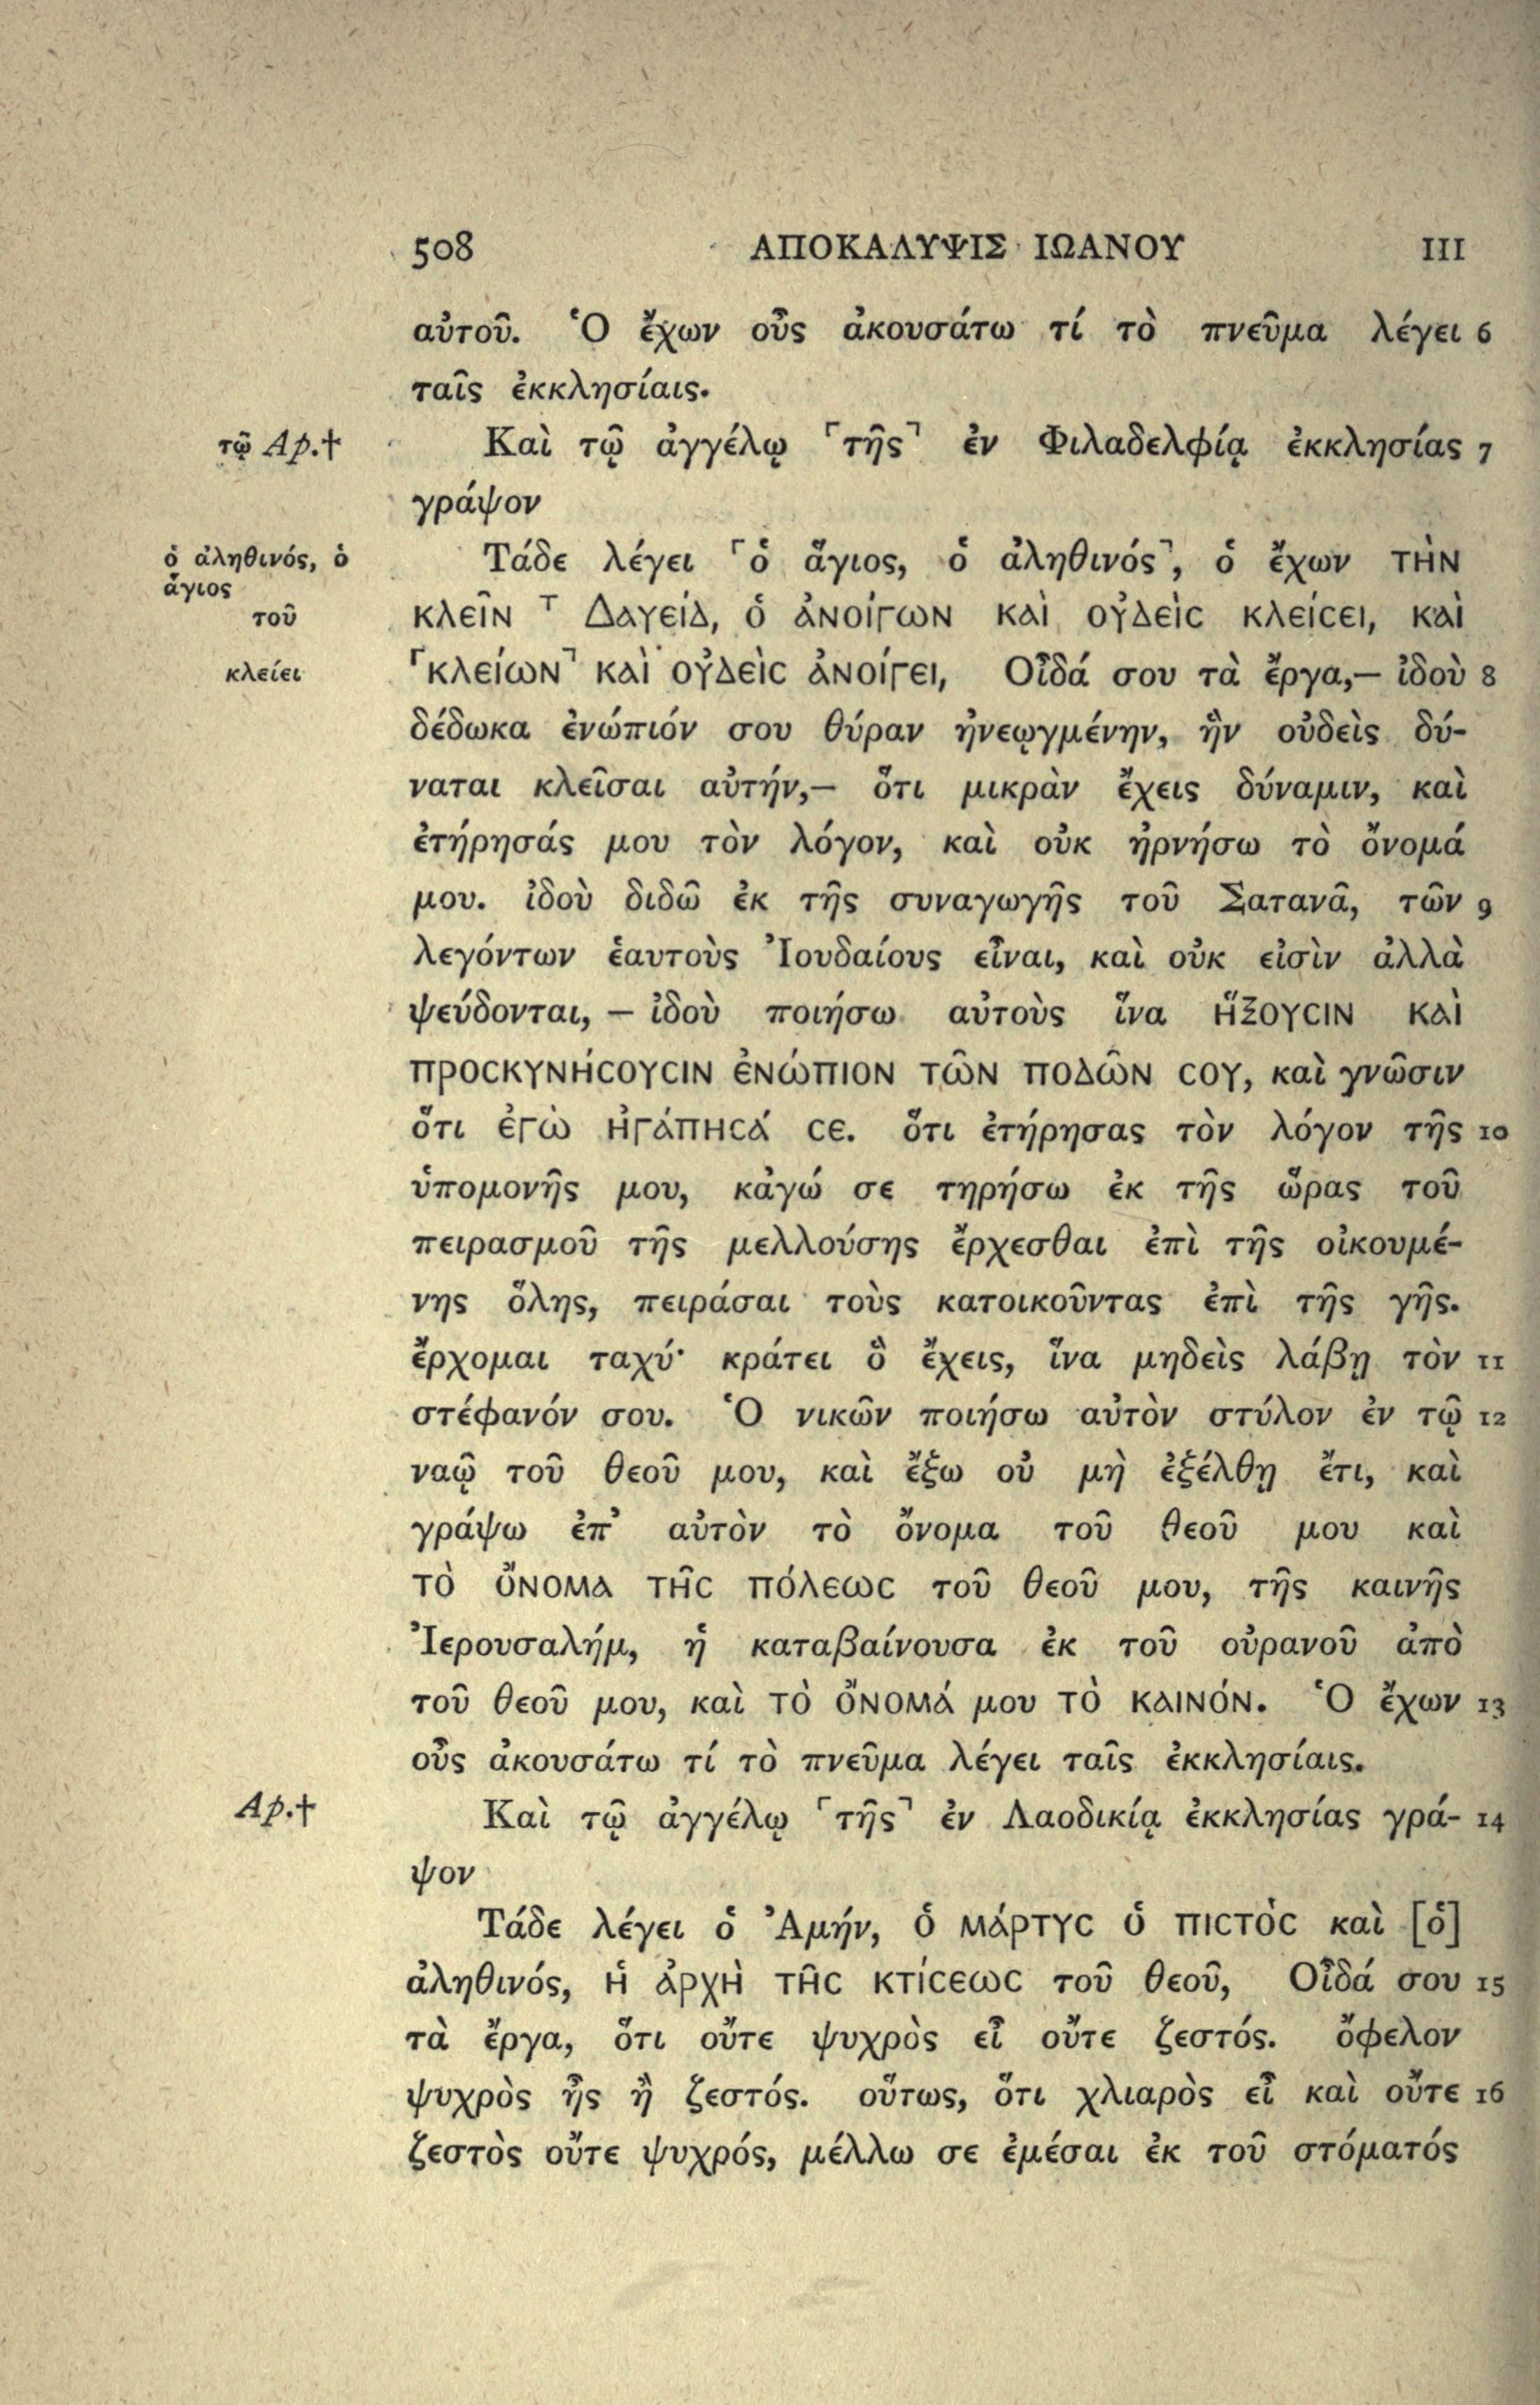 508 ΑΠΟΚΑΛΥΨΙΣ ΙΩΑΝΟΥ III
αὐτοῦ. Ὁ ἔχων οὖς ἀκουσάτω τί τὸ πνεῦμα λέγει 6
ταῖς ἐκκλησίαις.
τῷ Ap.† Καὶ τῷ ἀγγέλῳ ⸢τῆς⸣ ἐν Φιλαδελφίᾳ ἐκκλησίας 7
γράψον
ὁ ἀληθινός, ὁ Τάδε λέγει ⸢ὁ ἅγιος, ὁ ἀληθινός⸣, ὁ ἔχων τὴν
ἅγιος
τοῦ κλεῖν ⸆ Δαγείδ, ὁ ἀνοίγων καὶ οὐδεὶς κλείσει, καὶ
κλείει ⸢κλείων⸣ καὶ οὐδεὶς ἀνοίγει, Οἶδά σου τὰ ἔργα,— ἰδοὺ 8
δέδωκα ἐνώπιόν σου θύραν ἠνεῳγμένην, ἣν οὐδεὶς δύ-
ναται κλεῖσαι αὐτήν,— ὅτι μικρὰν ἔχεις δύναμιν, καὶ
ἐτήρησάς μου τὸν λόγον, καὶ οὐκ ἠρνήσω τὸ ὄνομά
μου. ἰδοὺ διδῶ ἐκ τῆς συναγωγῆς τοῦ Σατανᾶ, τῶν 9
λεγόντων ἑαυτοὺς Ἰουδαίους εἶναι, καὶ οὐκ εἰσὶν ἀλλὰ
ψεύδονται, — ἰδοὺ ποιήσω αὐτοὺς ἵνα ἥξουσιν καὶ
προσκυνήσουσιν ἐνώπιον τῶν ποδῶν σου, καὶ γνῶσιν
ὅτι ἐγὼ ἠγάπησά σε. ὅτι ἐτήρησας τὸν λόγον τῆς 10
ὑπομονῆς μου, κἀγώ σε τηρήσω ἐκ τῆς ὥρας τοῦ
πειρασμοῦ τῆς μελλούσης ἔρχεσθαι ἐπὶ τῆς οἰκουμέ-
νης ὅλης, πειράσαι τοὺς κατοικοῦντας ἐπὶ τῆς γῆς.
ἔρχομαι ταχύ· κράτει ὃ ἔχεις, ἵνα μηδεὶς λάβῃ τὸν 11
στέφανόν σου. Ὁ νικῶν ποιήσω αὐτὸν στύλον ἐν τῷ 12
ναῷ τοῦ θεοῦ μου, καὶ ἔξω οὐ μὴ ἐξέλθῃ ἔτι, καὶ
γράψω ἐπ’ αὐτὸν τὸ ὄνομα τοῦ θεοῦ μου καὶ
τὸ ὄνομα τῆς πόλεως τοῦ θεοῦ μου, τῆς καινῆς
Ἰερουσαλήμ, ἡ καταβαίνουσα ἐκ τοῦ οὐρανοῦ ἀπὸ
τοῦ θεοῦ μου, καὶ τὸ ὄνομά μου τὸ καινόν. Ὁ ἔχων 13
οὖς ἀκουσάτω τί τὸ πνεῦμα λέγει ταῖς ἐκκλησίαις.
Ap.† Καὶ τῷ ἀγγέλῳ ⸢τῆς⸣ ἐν Λαοδικίᾳ ἐκκλησίας γρά- 14
ψον
Τάδε λέγει ὁ Ἀμήν, ὁ μάρτυς ὁ πιστὸς καὶ [ὁ]
ἀληθινός, ἡ ἀρχὴ τῆς κτίσεως τοῦ θεοῦ, Οἶδά σου 15
τὰ ἔργα, ὅτι οὔτε ψυχρὸς εἶ οὔτε ζεστός. ὄφελον
ψυχρὸς ἦς ἢ ζεστός. οὕτως, ὅτι χλιαρὸς εἶ καὶ οὔτε 16
ζεστὸς οὔτε ψυχρός, μέλλω σε ἐμέσαι ἐκ τοῦ στόματός